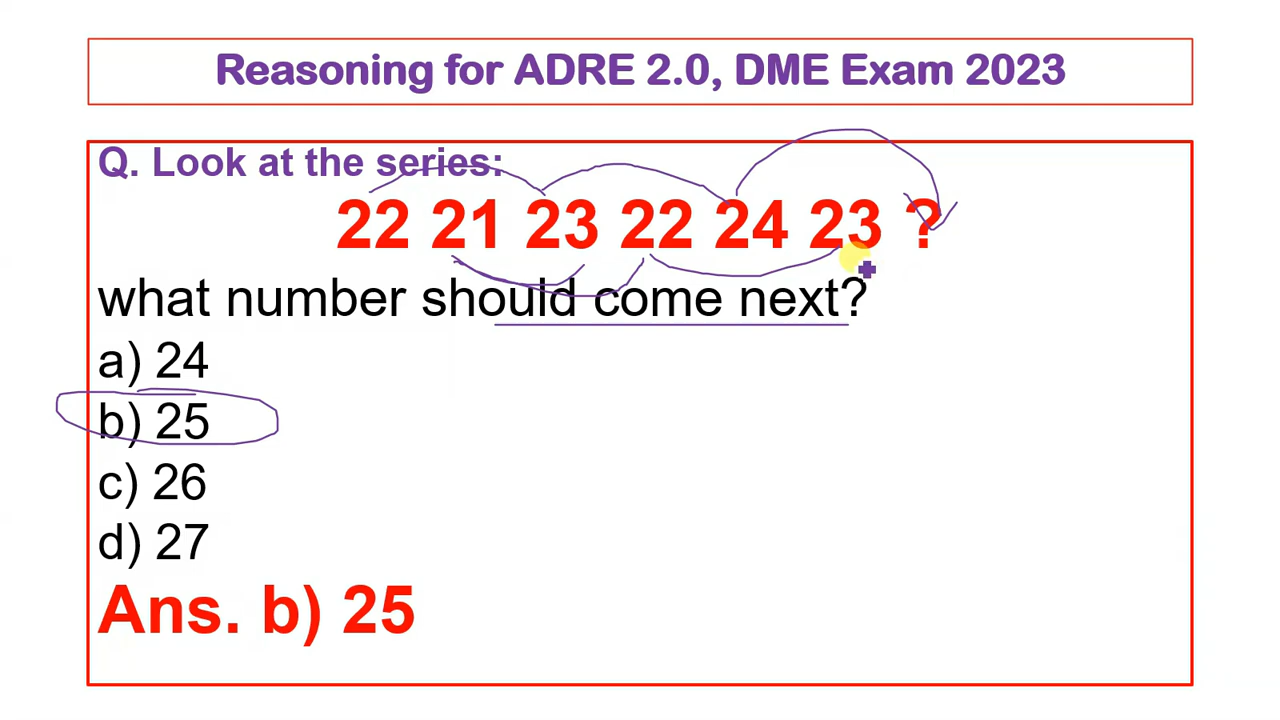 Reasoning for ADRE 2.0, DME Exam 2023
Q. Look at the series:
22 21 23 22 24 23 ?
what number should come next?
a) 24
b) 25
c) 26
d) 27
Ans. b) 25